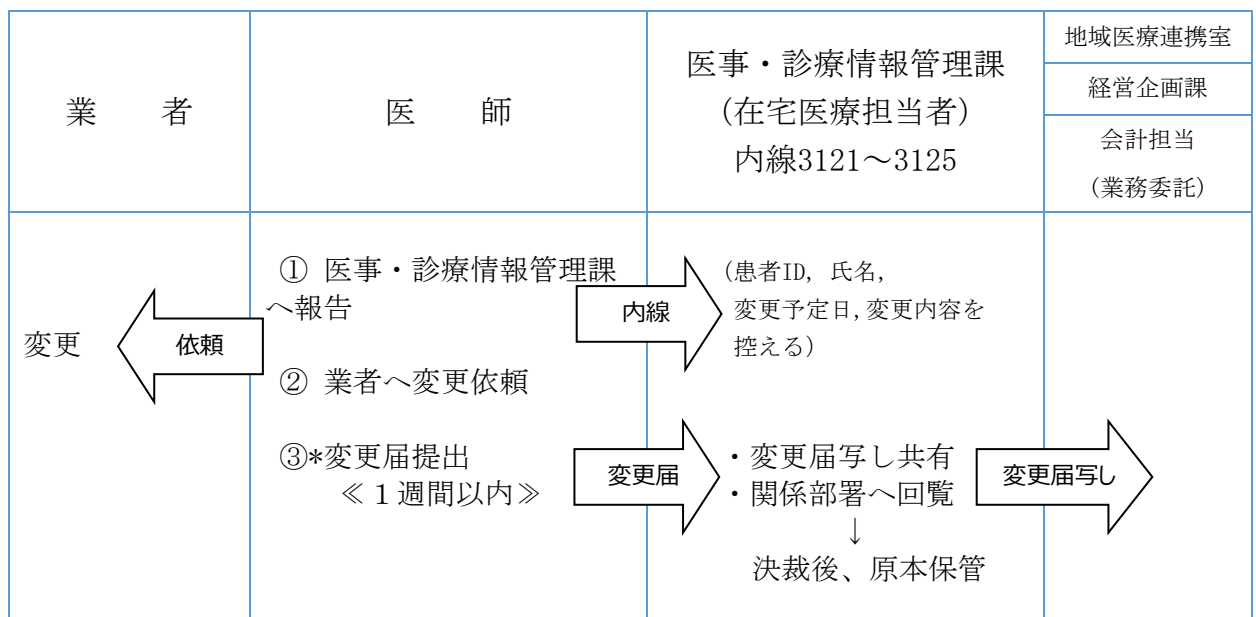 業　者
医　師
医事・診療情報管理課
(在宅医療担当者)
内線3121～3125
地域医療連携室
経営企画課
会計担当
(業務委託)
変更
依頼
① 医事・診療情報管理課
へ報告
② 業者へ変更依頼
③*変更届提出
≪１週間以内≫
内線
(患者ID, 氏名,
変更予定日,変更内容を
控える)
変更届
・変更届写し共有
・関係部署へ回覧
↓
決裁後、原本保管
変更届写し